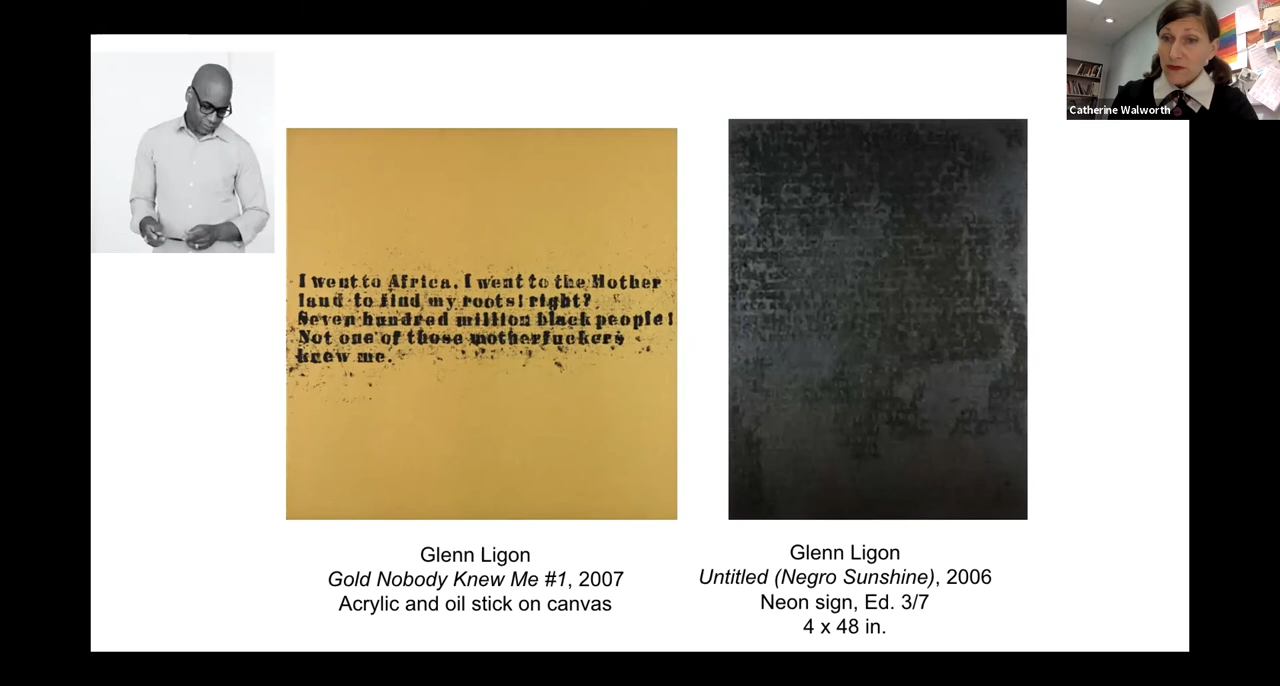 Catherine Walworth
I went to Africa. I went to the Mother
land to find my roots! right?
Seven hundred million black people!
Not one of those motherfuckers
knew me.
Glenn Ligon
Gold Nobody Knew Me #1, 2007
Acrylic and oil stick on canvas
Glenn Ligon
Untitled (Negro Sunshine), 2006
Neon sign, Ed. 3/7
4 x 48 in.